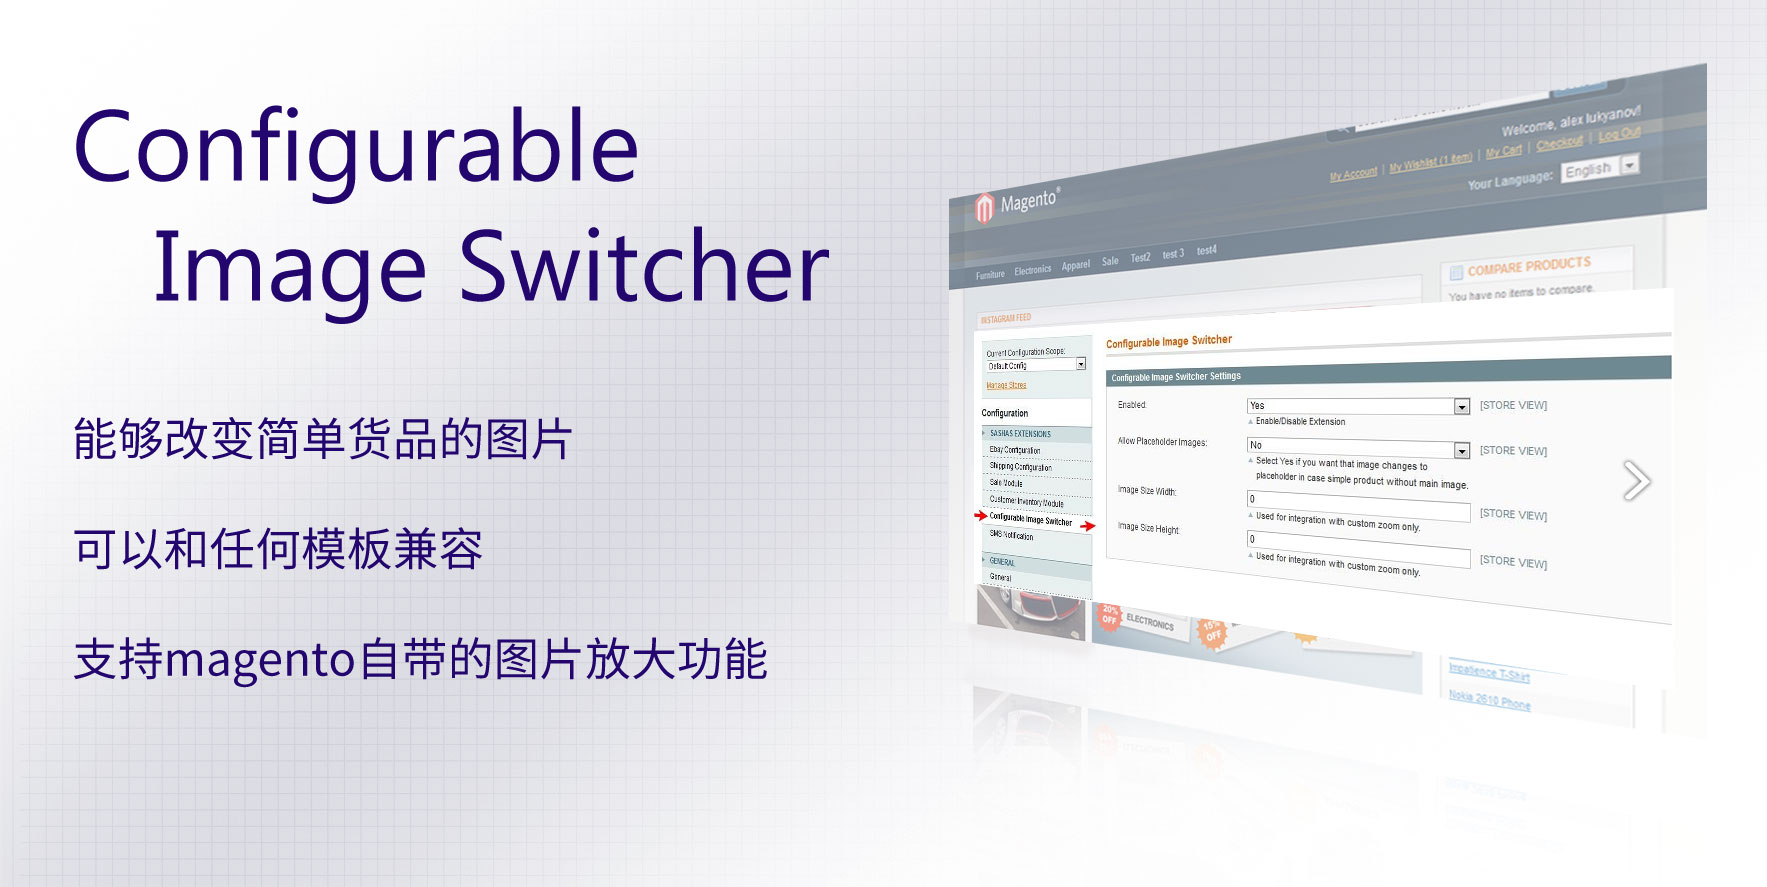 Configurable
Image Switcher
能够改变简单货品的图片
可以和任何模板兼容
支持magento自带的图片放大功能
Welcome, alex lukyanov!
My Account | My Wishlist (1 item) | My Cart | Checkout | Log Out
Your Language: English
Magento®
Furniture Electronics Apparel Sale Test2 test 3 test4
COMPARE PRODUCTS
You have no items to compare.
INSTAGRAM FEED
Current Configuration Scope:
Default Config
Manage Stores
Configuration
SASHAS EXTENSIONS
Ebay Configuration
Shipping Configuration
Sale Module
Customer Inventory Module
Configurable Image Switcher
SMS Notification
GENERAL
General
Configurable Image Switcher
Configrable Image Switcher Settings
Enabled: Yes [STORE VIEW]
Enable/Disable Extension
Allow Placeholder Images: No [STORE VIEW]
Select Yes if you want that image changes to
placeholder in case simple product without main image.
Image Size Width: 0 [STORE VIEW]
Used for integration with custom zoom only.
Image Size Height: 0 [STORE VIEW]
Used for integration with custom zoom only.
20% OFF
ELECTRONICS
15% OFF
Impatience T-Shirt
Nokia 2610 Phone